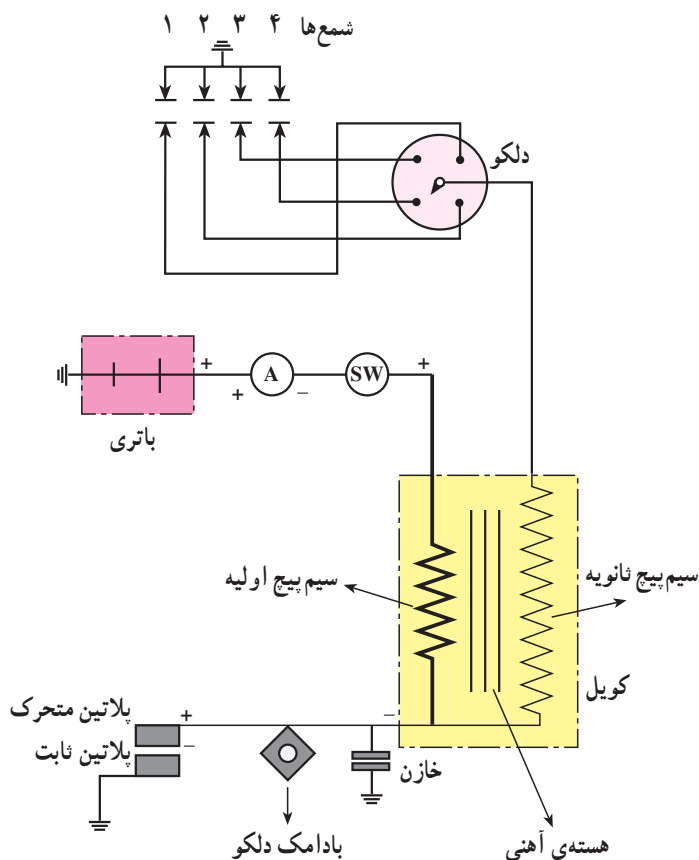 ۱ ۲ ۳ ۴ شمع‌ها
دلکو
+ + A − SW +
باتری
سیم‌پیچ اولیه
سیم‌پیچ ثانویه
کویل
پلاتین متحرک + −
پلاتین ثابت −
خازن
بادامک دلکو
هسته‌ی آهنی